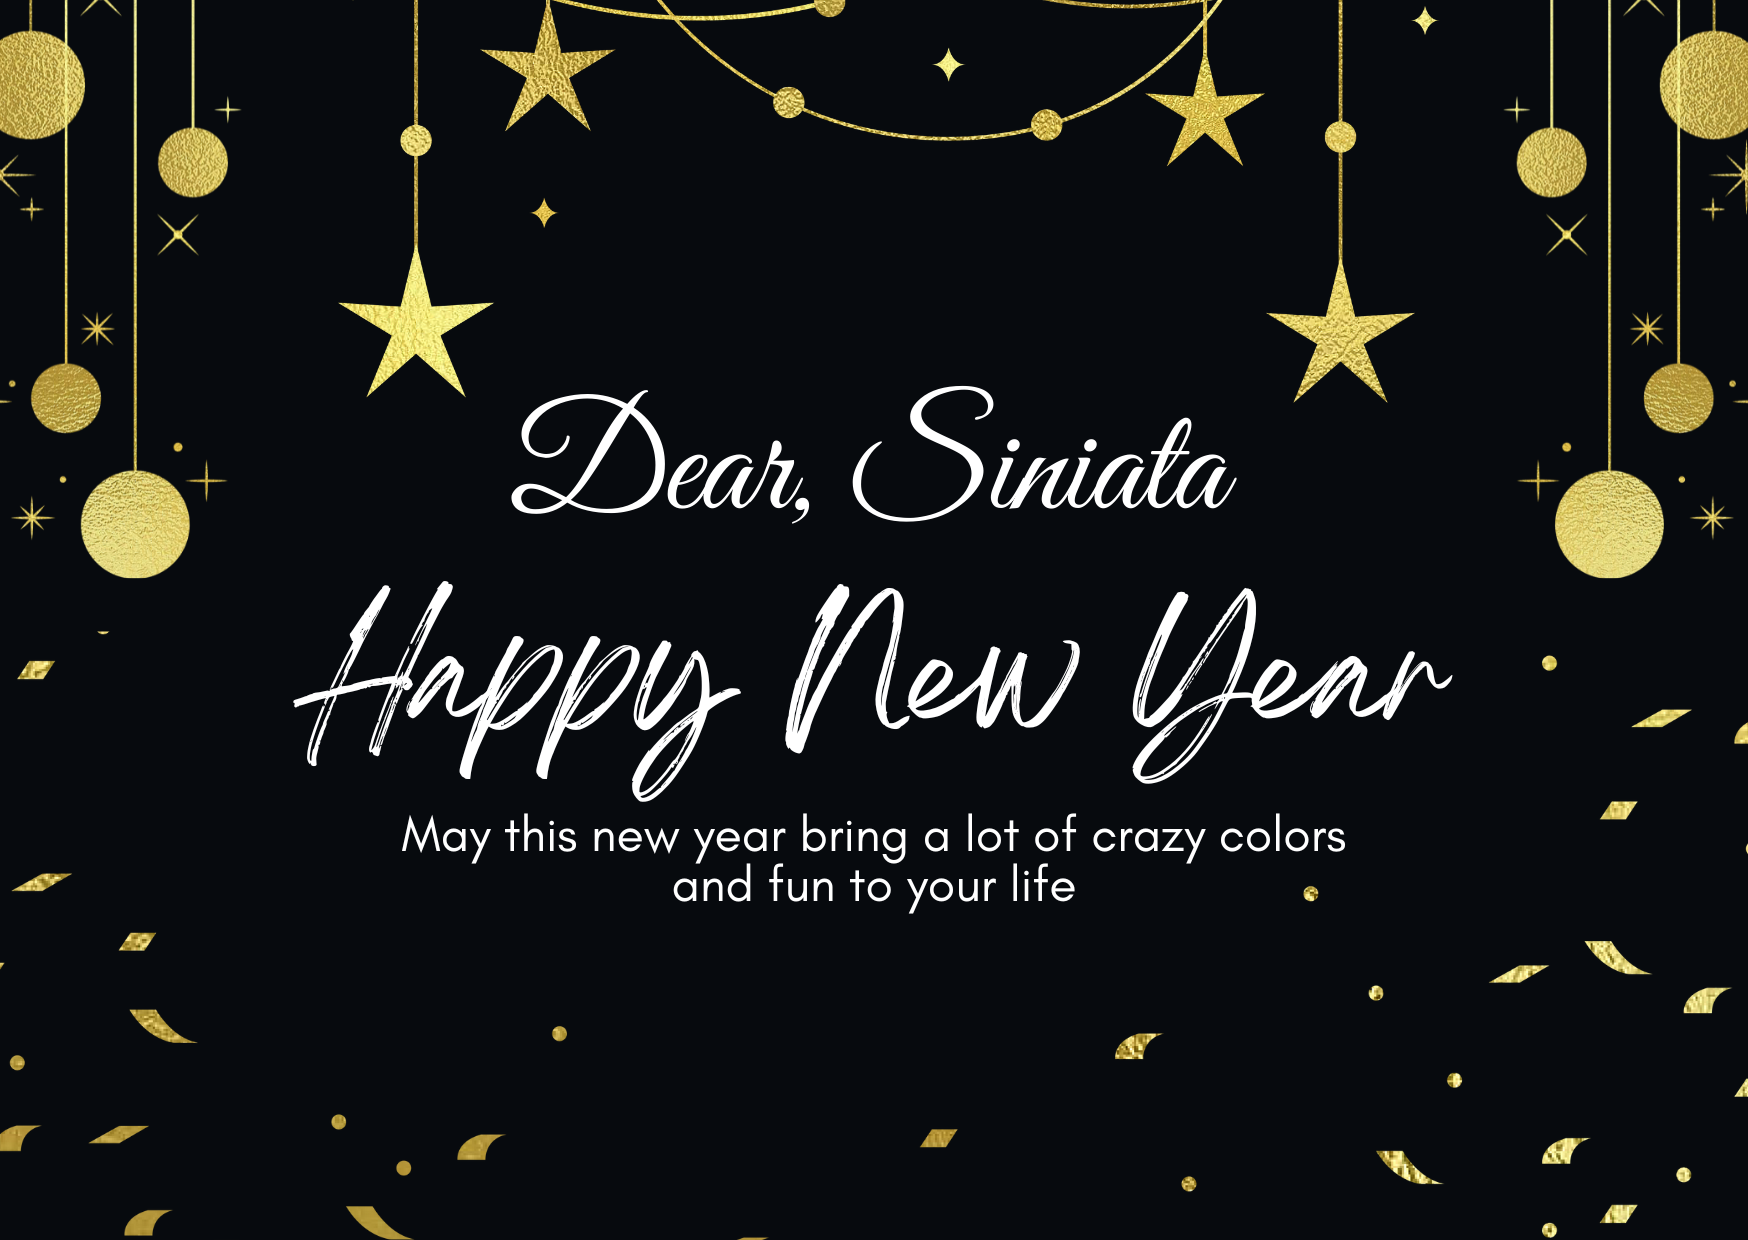 Dear, Siniata
Happy New Year
May this new year bring a lot of crazy colors
and fun to your life